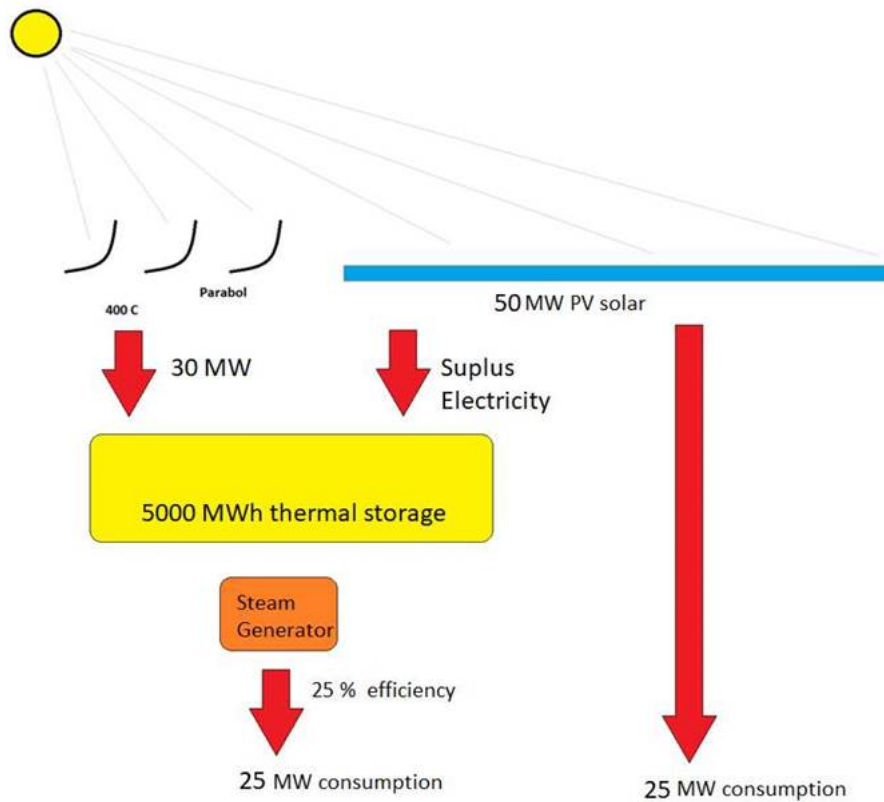 Parabol
400 C
50 MW PV solar
30 MW
Suplus
Electricity
5000 MWh thermal storage
Steam
Generator
25 % efficiency
25 MW consumption
25 MW consumption